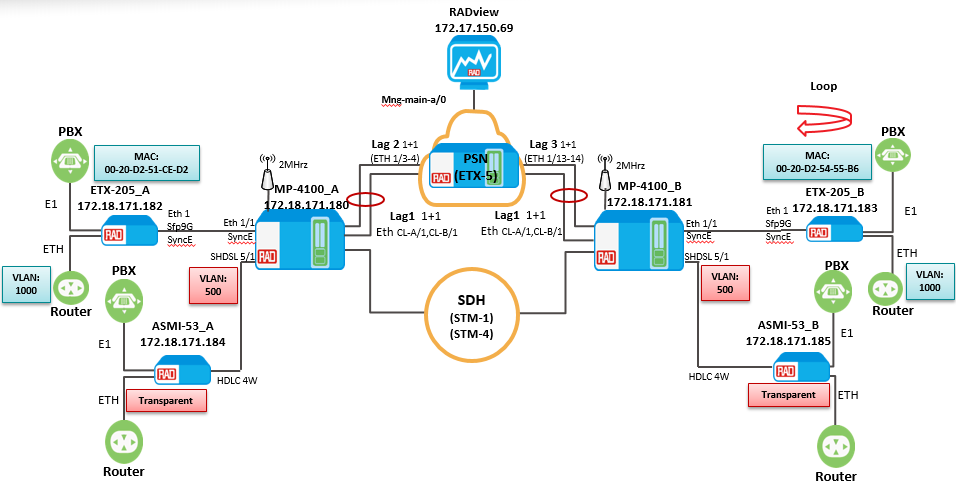 RADview
172.17.150.69
RAD
Mng-main-a/0
Loop
PBX
MAC:
00-20-D2-51-CE-D2
ETX-205_A
172.18.171.182
E1
RAD
Eth 1
Sfp9G
SyncE
ETH
VLAN:
1000
Router
2MHrz
MP-4100_A
172.18.171.180
Eth 1/1
SyncE
SHDSL 5/1
RAD
VLAN:
500
Lag 2 1+1
(ETH 1/3-4)
Lag1 1+1
Eth CL-A/1,CL-B/1
PSN
(ETX-5)
RAD
Lag 3 1+1
(ETH 1/13-14)
Lag1 1+1
Eth CL-A/1,CL-B/1
2MHrz
MP-4100_B
172.18.171.181
RAD
Eth 1/1
SyncE
SHDSL 5/1
VLAN:
500
PBX
MAC:
00-20-D2-54-55-B6
ETX-205_B
172.18.171.183
Eth 1
Sfp9G
SyncE
RAD
E1
ETH
VLAN:
1000
Router
SDH
(STM-1)
(STM-4)
PBX
E1
ASMI-53_A
172.18.171.184
RAD
HDLC 4W
ETH
Transparent
Router
PBX
E1
ASMI-53_B
172.18.171.185
RAD
HDLC 4W
ETH
Transparent
Router